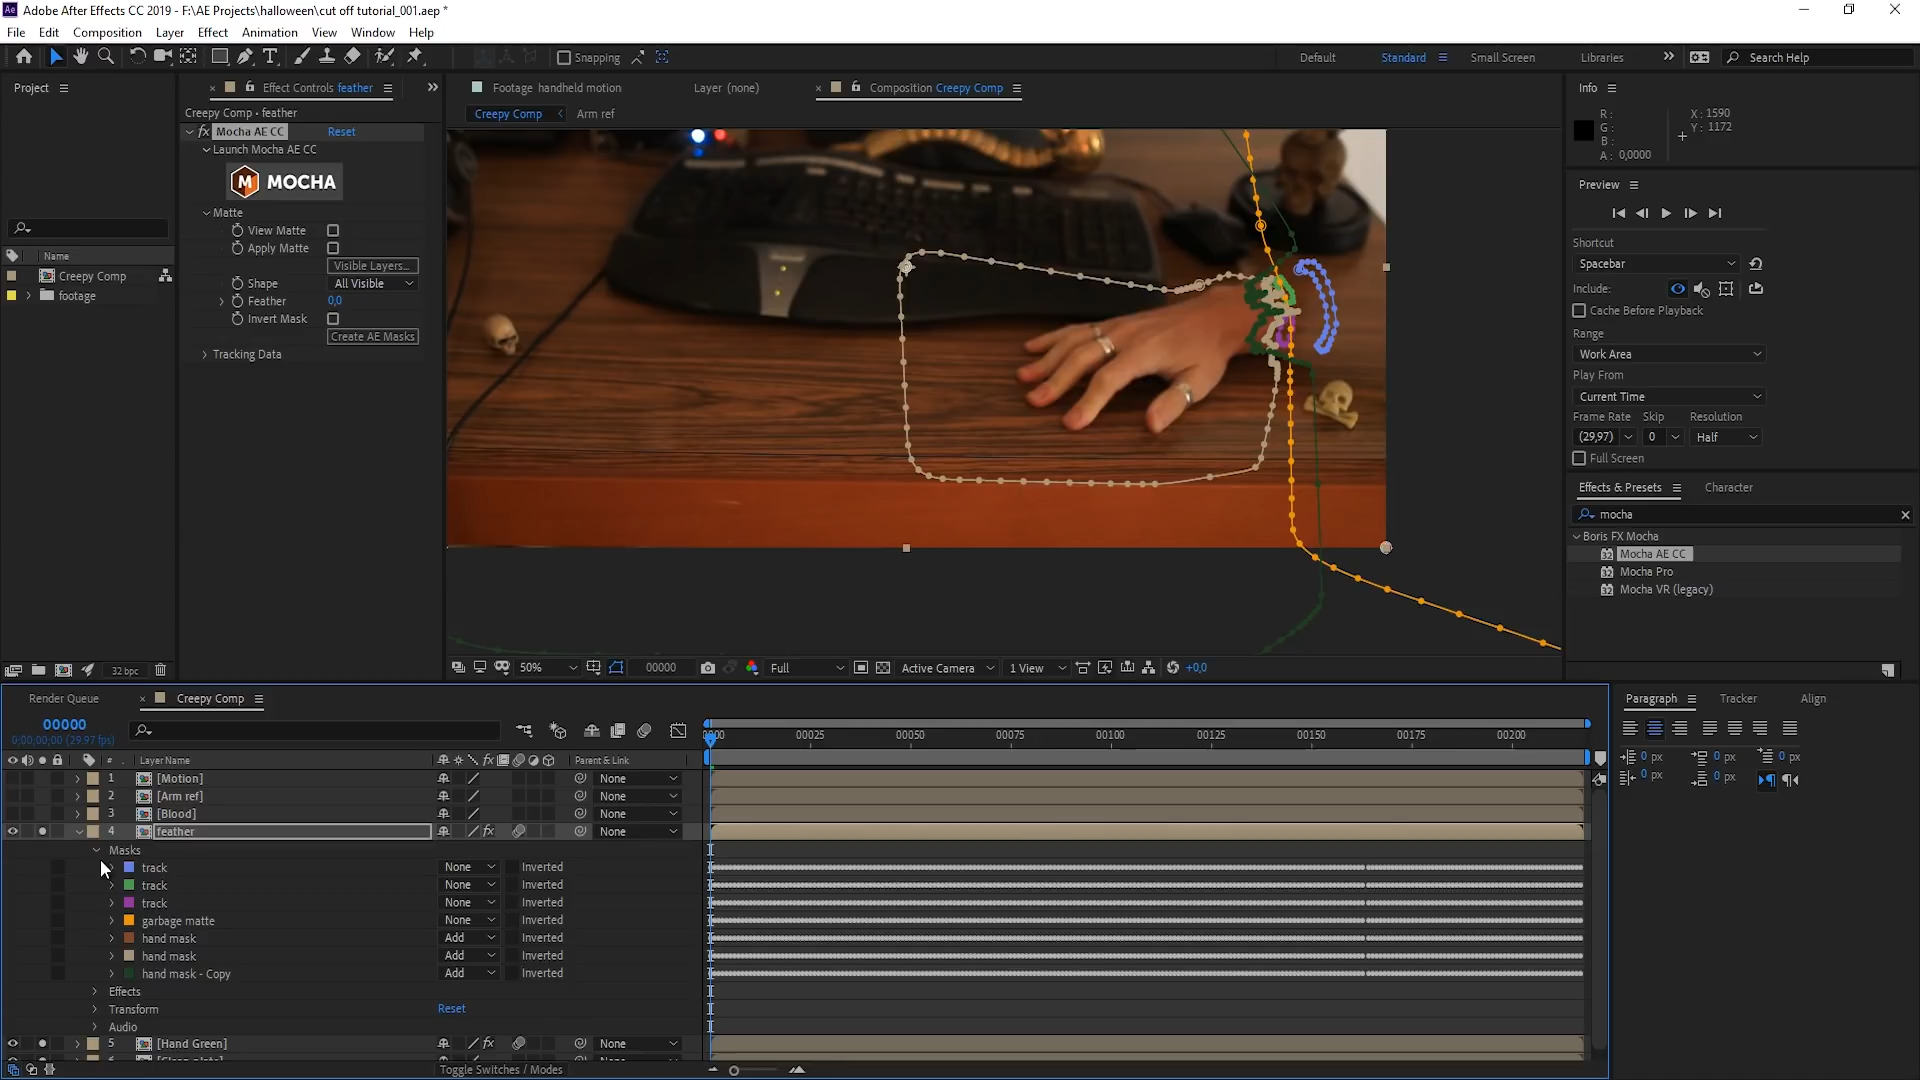 Adobe After Effects CC 2019 - F:\AE Projects\halloween\cut off tutorial_001.aep *
File Edit Composition Layer Effect Animation View Window Help
Snapping
Default Standard Small Screen Libraries Search Help
Project
Effect Controls feather
Creepy Comp • feather
Mocha AE CC Reset
Launch Mocha AE CC
MOCHA
Matte
View Matte
Apply Matte
Visible Layers...
Shape All Visible
Feather 0,0
Invert Mask
Create AE Masks
Tracking Data
Name
Creepy Comp
footage
32 bpc
Footage handheld motion Layer (none) Composition Creepy Comp
Creepy Comp Arm ref
50% 00000 Full Active Camera 1 View +0,0
Info
R: X: 1590
G: Y: 1172
B:
A: 0,0000
Preview
Shortcut
Spacebar
Include:
Cache Before Playback
Range
Work Area
Play From
Current Time
Frame Rate Skip Resolution
(29,97) 0 Half
Full Screen
Effects & Presets Character
mocha
Boris FX Mocha
Mocha AE CC
Mocha Pro
Mocha VR (legacy)
Render Queue Creepy Comp
00000
0;00;00;00 (29.97 fps)
# Layer Name Parent & Link
0000 00025 00050 00075 00100 00125 00150 00175 00200
1 [Motion] None
2 [Arm ref] None
3 [Blood] None
4 feather None
Masks
track None Inverted
track None Inverted
track None Inverted
garbage matte None Inverted
hand mask Add Inverted
hand mask Add Inverted
hand mask - Copy Add Inverted
Effects
Transform Reset
Audio
5 [Hand Green] None
Toggle Switches / Modes
Paragraph Tracker Align
0 px 0 px 0 px
0 px 0 px